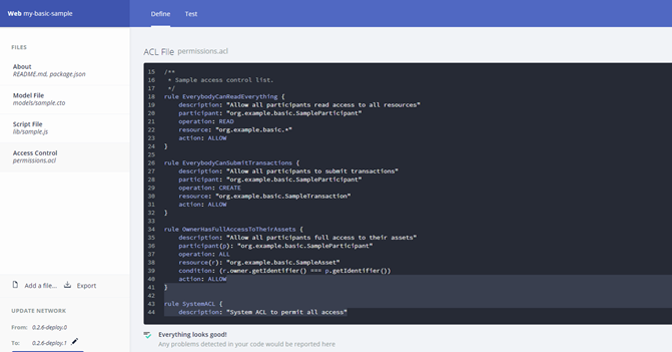 Web my-basic-sample
Define
Test
FILES
About
README.md, package.json
Model File
models/sample.cto
Script File
lib/sample.js
Access Control
permissions.acl
Add a file...
Export
UPDATE NETWORK
From: 0.2.6-deploy.0
To: 0.2.6-deploy.1
ACL File permissions.acl
15 /**
16 * Sample access control list.
17 */
18 rule EverybodyCanReadEverything {
19 description: "Allow all participants read access to all resources"
20 participant: "org.example.basic.SampleParticipant"
21 operation: READ
22 resource: "org.example.basic.*"
23 action: ALLOW
24 }
25
26 rule EverybodyCanSubmitTransactions {
27 description: "Allow all participants to submit transactions"
28 participant: "org.example.basic.SampleParticipant"
29 operation: CREATE
30 resource: "org.example.basic.SampleTransaction"
31 action: ALLOW
32 }
33
34 rule OwnerHasFullAccessToTheirAssets {
35 description: "Allow all participants full access to their assets"
36 participant(p): "org.example.basic.SampleParticipant"
37 operation: ALL
38 resource(r): "org.example.basic.SampleAsset"
39 condition: (r.owner.getIdentifier() === p.getIdentifier())
40 action: ALLOW
41 }
42
43 rule SystemACL {
44 description: "System ACL to permit all access"
Everything looks good!
Any problems detected in your code would be reported here